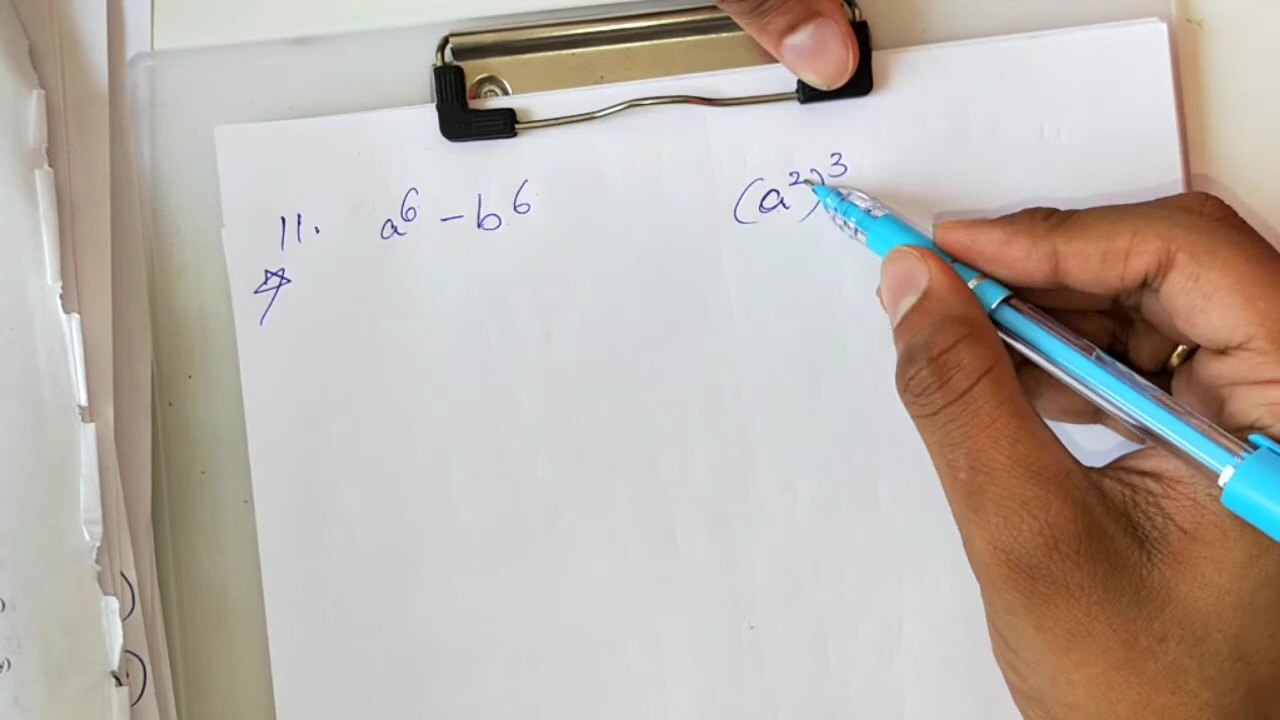 11. a⁶ - b⁶ (a²)³